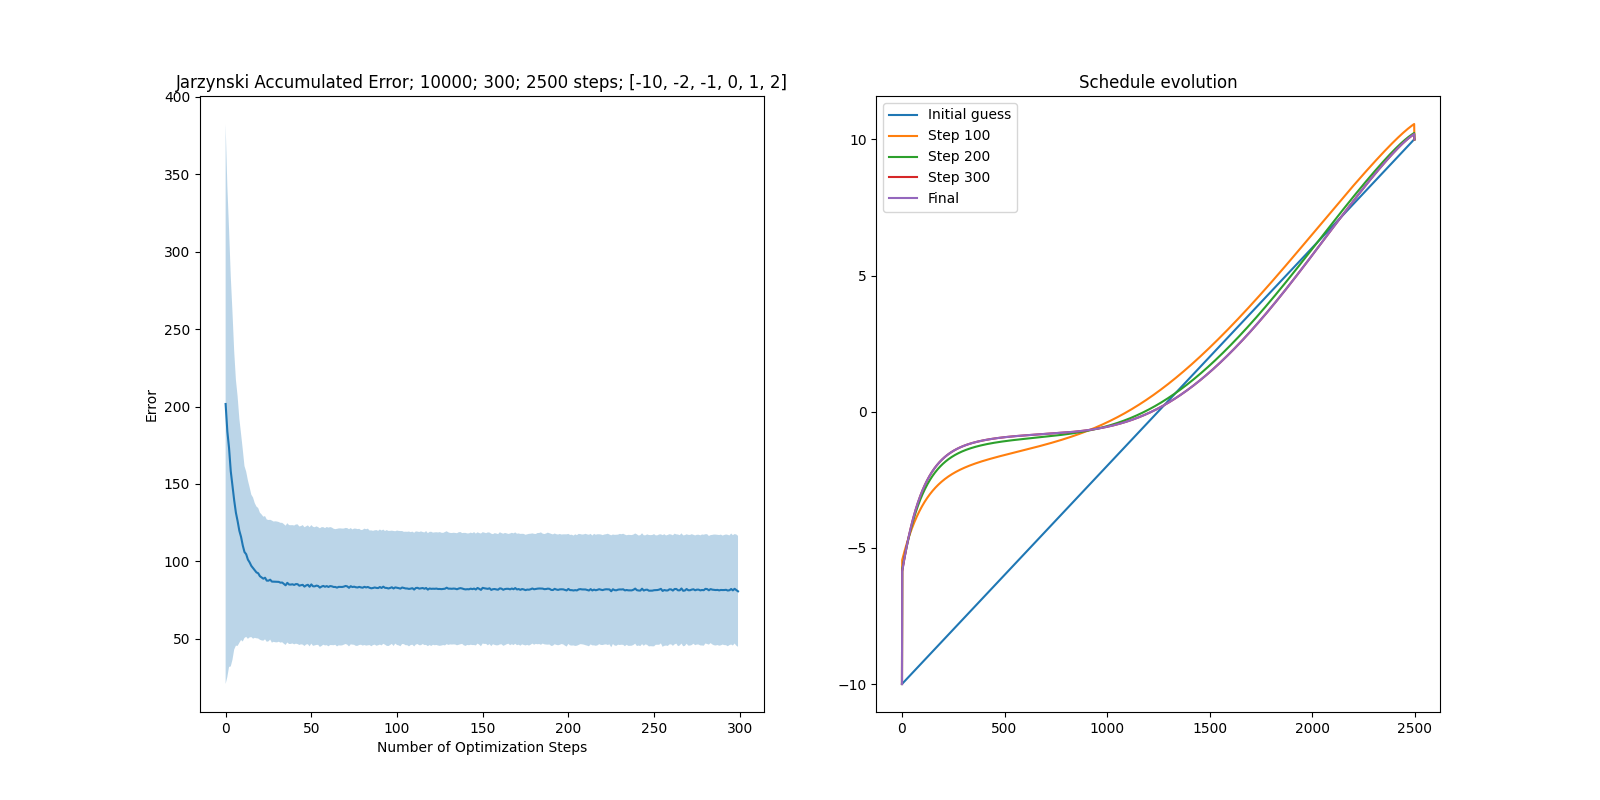 Jarzynski Accumulated Error; 10000; 300; 2500 steps; [-10, -2, -1, 0, 1, 2]
400
350
300
250
200
150
100
50
Error
0 50 100 150 200 250 300
Number of Optimization Steps
Schedule evolution
Initial guess
Step 100
Step 200
Step 300
Final
10
5
0
−5
−10
0 500 1000 1500 2000 2500